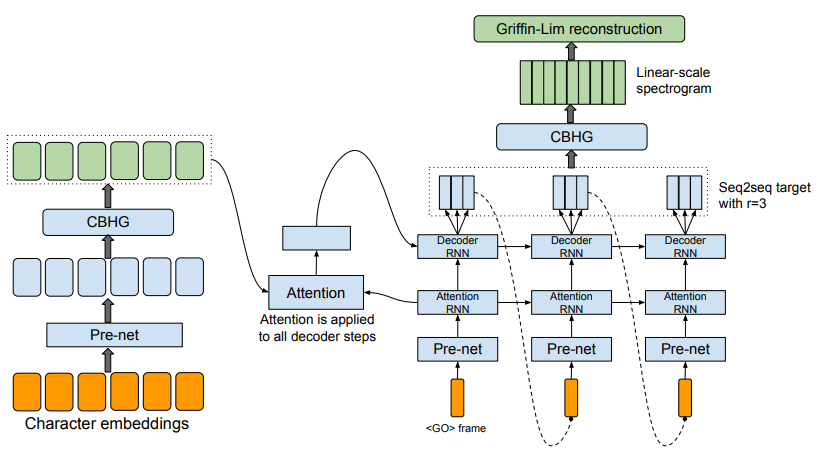 Griffin-Lim reconstruction
Linear-scale
spectrogram
CBHG
Seq2seq target
with r=3
CBHG
Decoder
RNN
Decoder
RNN
Decoder
RNN
Attention
Attention is applied
to all decoder steps
Attention
RNN
Attention
RNN
Attention
RNN
Pre-net
Pre-net
Pre-net
Pre-net
Character embeddings
<GO> frame